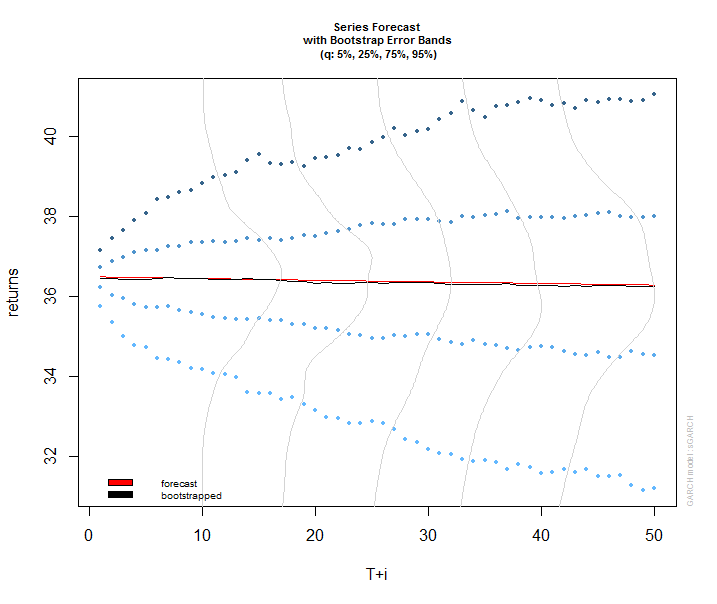 Series Forecast
with Bootstrap Error Bands
(q: 5%, 25%, 75%, 95%)
returns
40
38
36
34
32
forecast
bootstrapped
GARCH model : sGARCH
0 10 20 30 40 50
T+i